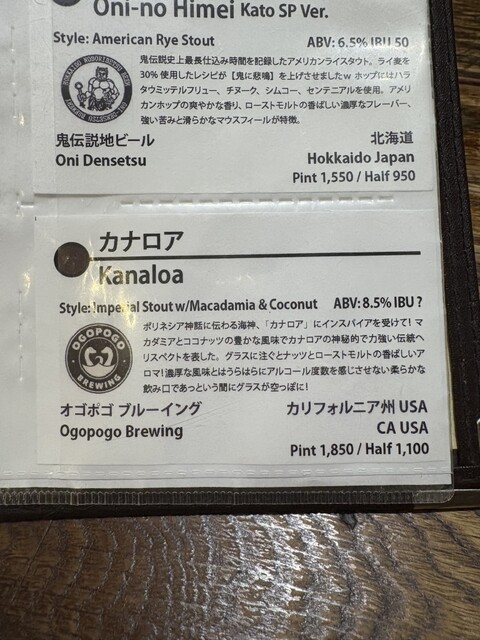 Oni-no Himei Kato SP Ver.
Style: American Rye Stout ABV: 6.5% IBU 50
鬼伝説史上最長仕込み時間を記録したアメリカンライスタウト。ライ麦を
30%使用したレシピが【鬼に悲鳴】を上げさせましたw ホップにはハラ
タウミッテルフリュー、チヌーク、シムコー、センテニアルを使用。アメリ
カンホップの爽やかな香り、ローストモルトの香ばしい濃厚なフレーバー、
強い苦みと滑らかなマウスフィールが特徴。
鬼伝説地ビール 北海道
Oni Densetsu Hokkaido Japan
Pint 1,550 / Half 950
カナロア
Kanaloa
Style: Imperial Stout w/Macadamia & Coconut ABV: 8.5% IBU ?
ポリネシア神話に伝わる海神、「カナロア」にインスパイアを受けて!マ
カダミアとココナッツの豊かな風味でカナロアの神秘的で力強い伝統へ
リスペクトを表した。グラスに注ぐとナッツとローストモルトの香ばしいア
ロマ!濃厚な風味とはうらはらにアルコール度数を感じさせない柔らかな
飲み口であっという間にグラスが空っぽに!
OGOPOGO
BREWING
オゴポゴ ブルーイング カリフォルニア州 USA
Ogopogo Brewing CA USA
Pint 1,850 / Half 1,100